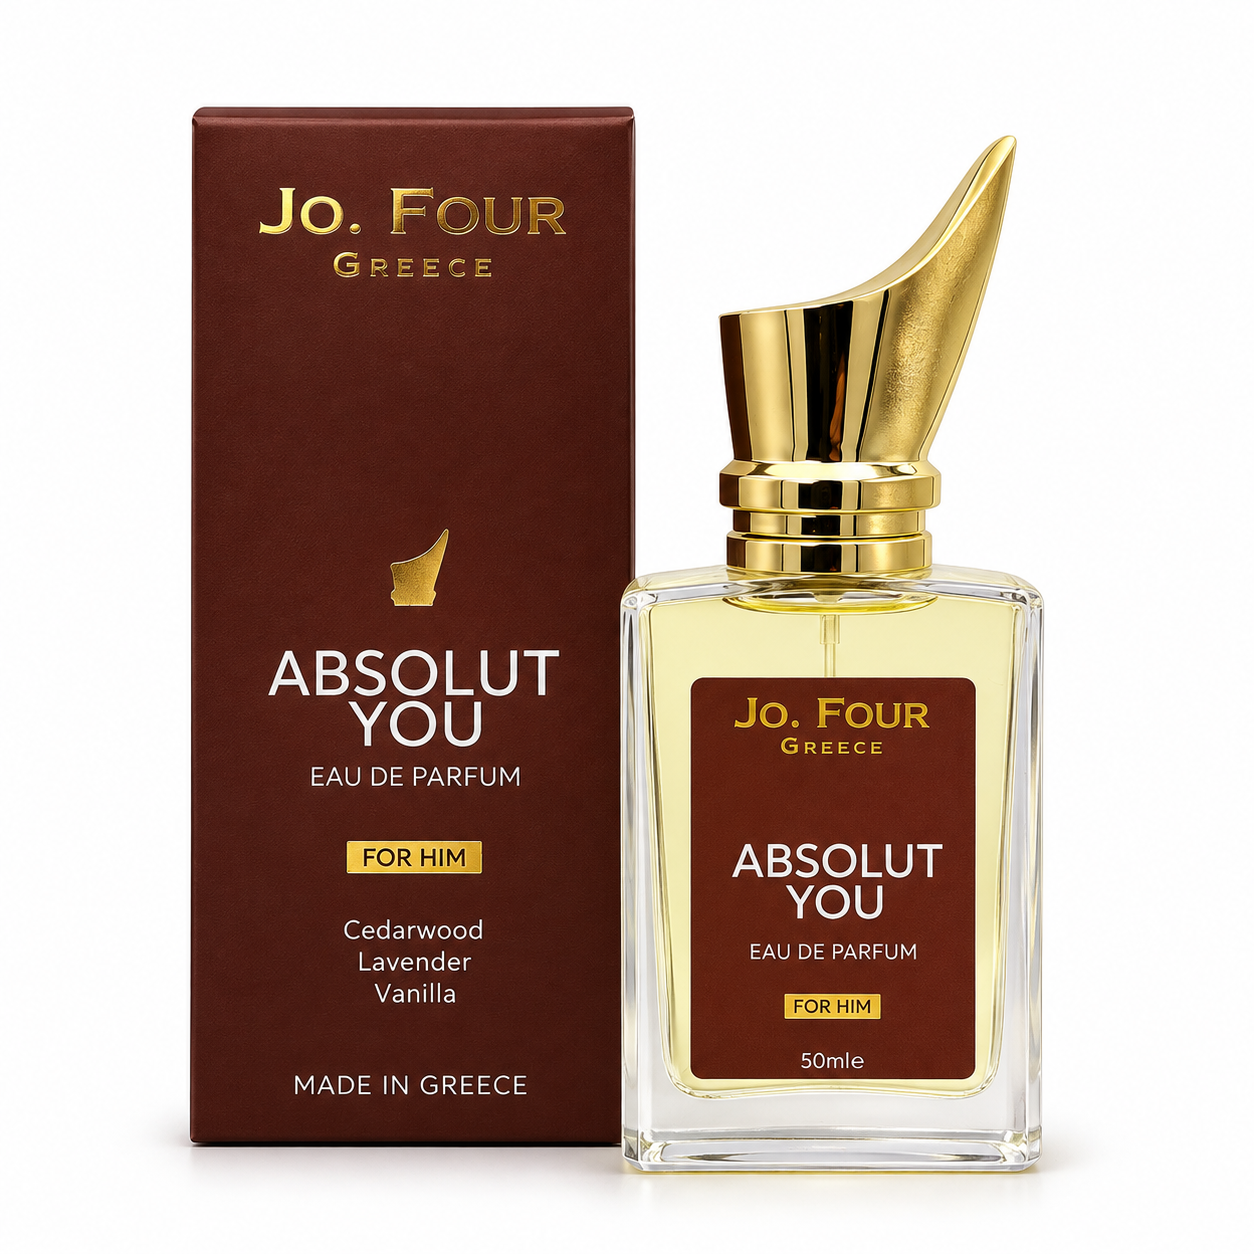 Jo. Four
Greece
ABSOLUT
YOU
EAU DE PARFUM
FOR HIM
Cedarwood
Lavender
Vanilla
MADE IN GREECE
Jo. Four
Greece
ABSOLUT
YOU
EAU DE PARFUM
FOR HIM
50mle